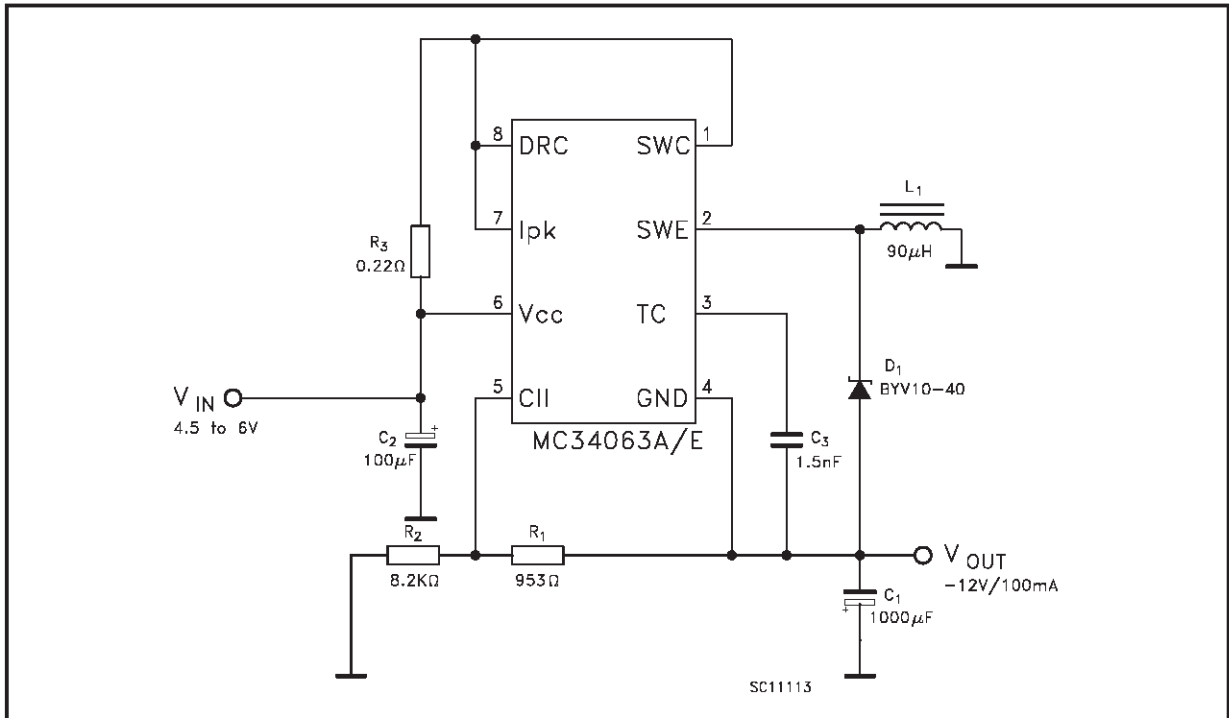 8 DRC SWC 1
7 Ipk SWE 2
L₁
90μH
R₃
0.22Ω
6 Vcc TC 3
5 CII GND 4
MC34063A/E
V IN
4.5 to 6V
C₂
100μF
+
D₁
BYV10-40
C₃
1.5nF
R₂
8.2KΩ
R₁
953Ω
V OUT
-12V/100mA
C₁
1000μF
+
SC11113